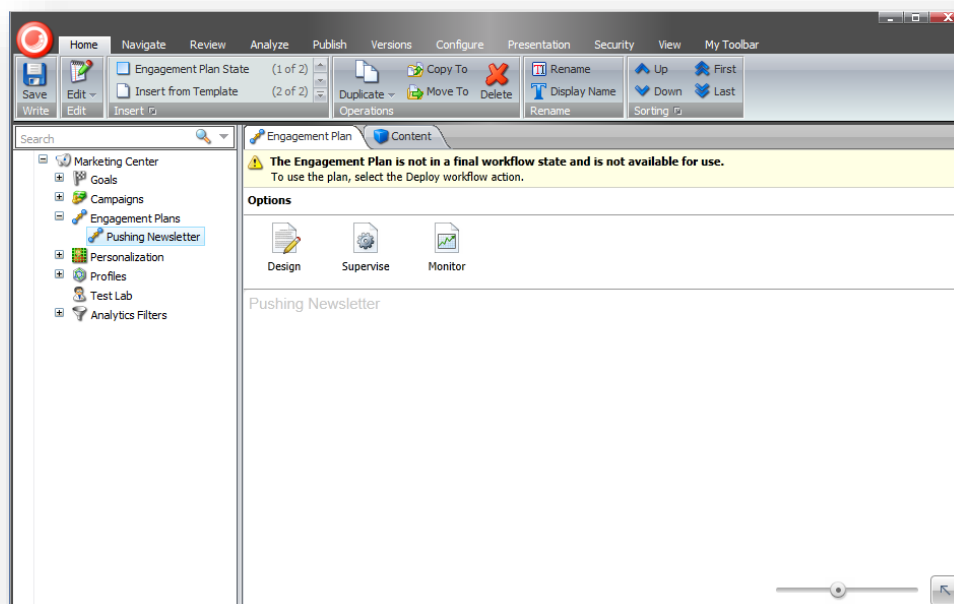 Home Navigate Review Analyze Publish Versions Configure Presentation Security View My Toolbar
Engagement Plan State (1 of 2) Copy To Rename Up First
Save Edit Insert from Template (2 of 2) Duplicate Move To Delete Display Name Down Last
Write Edit Insert Operations Rename Sorting
Search
Engagement Plan Content
Marketing Center
Goals
Campaigns
Engagement Plans
Pushing Newsletter
Personalization
Profiles
Test Lab
Analytics Filters
The Engagement Plan is not in a final workflow state and is not available for use.
To use the plan, select the Deploy workflow action.
Options
Design Supervise Monitor
Pushing Newsletter